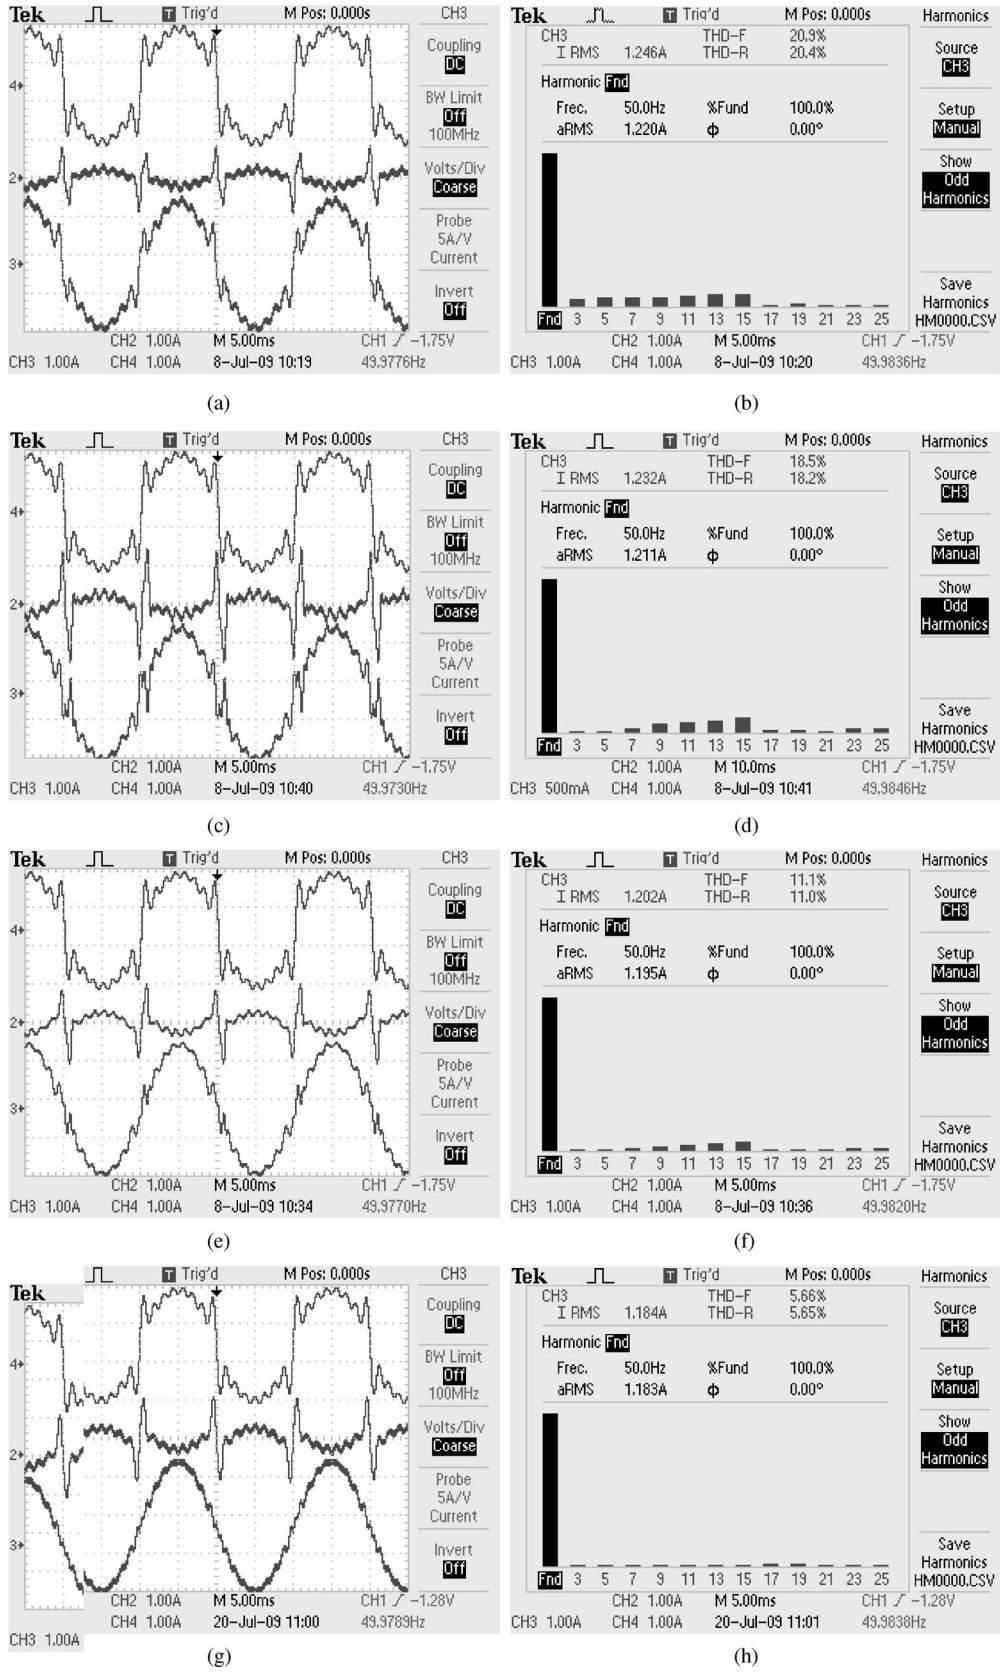 Tek Trig'd M Pos: 0.000s CH3
Coupling
DC
BW Limit
Off
100MHz
Volts/Div
Coarse
Probe
5A/V
Current
Invert
Off
4
2
3
CH2 1.00A M 5.00ms CH1 −1.75V
CH3 1.00A CH4 1.00A 8-Jul-09 10:19 49.9776Hz
(a)
Tek T Trig'd M Pos: 0.000s Harmonics
CH3 THD-F 20.9%
I RMS 1.246A THD-R 20.4%
Harmonic Fnd
Frec. 50.0Hz %Fund 100.0%
aRMS 1.220A ϕ 0.00º
Source
CH3
Setup
Manual
Show
Odd
Harmonics
Save
Harmonics
HM0000.CSV
Fnd 3 5 7 9 11 13 15 17 19 21 23 25
CH2 1.00A M 5.00ms CH1 −1.75V
CH3 1.00A CH4 1.00A 8-Jul-09 10:20 49.9836Hz
(b)
Tek T Trig'd M Pos: 0.000s CH3
Coupling
DC
BW Limit
Off
100MHz
Volts/Div
Coarse
Probe
5A/V
Current
Invert
Off
4
2
3
CH2 1.00A M 5.00ms CH1 −1.75V
CH3 1.00A CH4 1.00A 8-Jul-09 10:40 49.9730Hz
(c)
Tek T Trig'd M Pos: 0.000s Harmonics
CH3 THD-F 18.5%
I RMS 1.232A THD-R 18.2%
Harmonic Fnd
Frec. 50.0Hz %Fund 100.0%
aRMS 1.211A ϕ 0.00º
Source
CH3
Setup
Manual
Show
Odd
Harmonics
Save
Harmonics
HM0000.CSV
Fnd 3 5 7 9 11 13 15 17 19 21 23 25
CH2 1.00A M 10.0ms CH1 −1.75V
CH3 500mA CH4 1.00A 8-Jul-09 10:41 49.9846Hz
(d)
Tek T Trig'd M Pos: 0.000s CH3
Coupling
DC
BW Limit
Off
100MHz
Volts/Div
Coarse
Probe
5A/V
Current
Invert
Off
4
2
3
CH2 1.00A M 5.00ms CH1 −1.75V
CH3 1.00A CH4 1.00A 8-Jul-09 10:34 49.9770Hz
(e)
Tek T Trig'd M Pos: 0.000s Harmonics
CH3 THD-F 11.1%
I RMS 1.202A THD-R 11.0%
Harmonic Fnd
Frec. 50.0Hz %Fund 100.0%
aRMS 1.195A ϕ 0.00º
Source
CH3
Setup
Manual
Show
Odd
Harmonics
Save
Harmonics
HM0000.CSV
Fnd 3 5 7 9 11 13 15 17 19 21 23 25
CH2 1.00A M 5.00ms CH1 −1.75V
CH3 1.00A CH4 1.00A 8-Jul-09 10:36 49.9820Hz
(f)
Tek T Trig'd M Pos: 0.000s CH3
Coupling
DC
BW Limit
Off
100MHz
Volts/Div
Coarse
Probe
5A/V
Current
Invert
Off
4
2
3
CH2 1.00A M 5.00ms CH1 −1.28V
CH4 1.00A 20-Jul-09 11:00 49.9789Hz
CH3 1.00A
(g)
Tek T Trig'd M Pos: 0.000s Harmonics
CH3 THD-F 5.66%
I RMS 1.184A THD-R 5.65%
Harmonic Fnd
Frec. 50.0Hz %Fund 100.0%
aRMS 1.183A ϕ 0.00º
Source
CH3
Setup
Manual
Show
Odd
Harmonics
Save
Harmonics
HM0000.CSV
Fnd 3 5 7 9 11 13 15 17 19 21 23 25
CH2 1.00A M 5.00ms CH1 −1.28V
CH3 1.00A CH4 1.00A 20-Jul-09 11:01 49.9838Hz
(h)